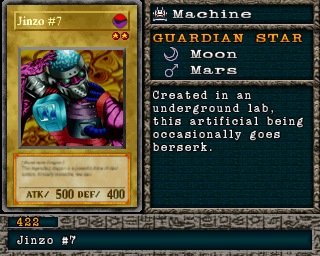 Jinzo #7
ATK/ 500 DEF/ 400
Machine
GUARDIAN STAR
Moon
Mars
Created in an
underground lab,
this artificial being
occasionally goes
berserk.
422
Jinzo #7